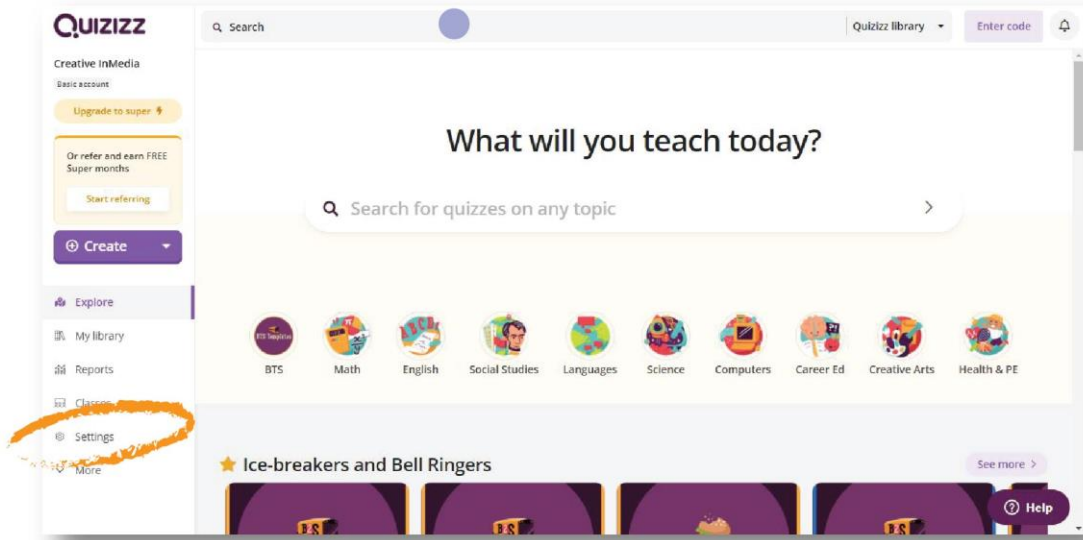 QUIZIZZ
Search
Quizizz library
Enter code
Creative InMedia
Basic account
Upgrade to super
Or refer and earn FREE
Super months
Start referring
Create
Explore
My library
Reports
Classes
Settings
More
What will you teach today?
Search for quizzes on any topic
BTS Templates
BTS
Math
English
Social Studies
Languages
Science
Computers
Career Ed
Creative Arts
Health & PE
Ice-breakers and Bell Ringers
See more
Help